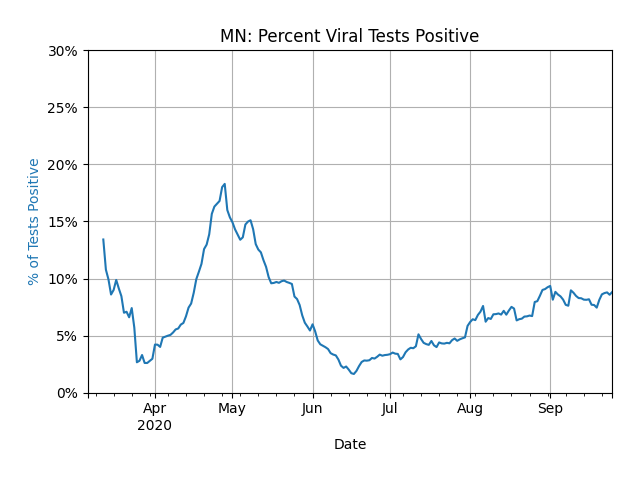 MN: Percent Viral Tests Positive
30%
25%
20%
15%
10%
5%
0%
% of Tests Positive
Apr May Jun Jul Aug Sep
2020
Date